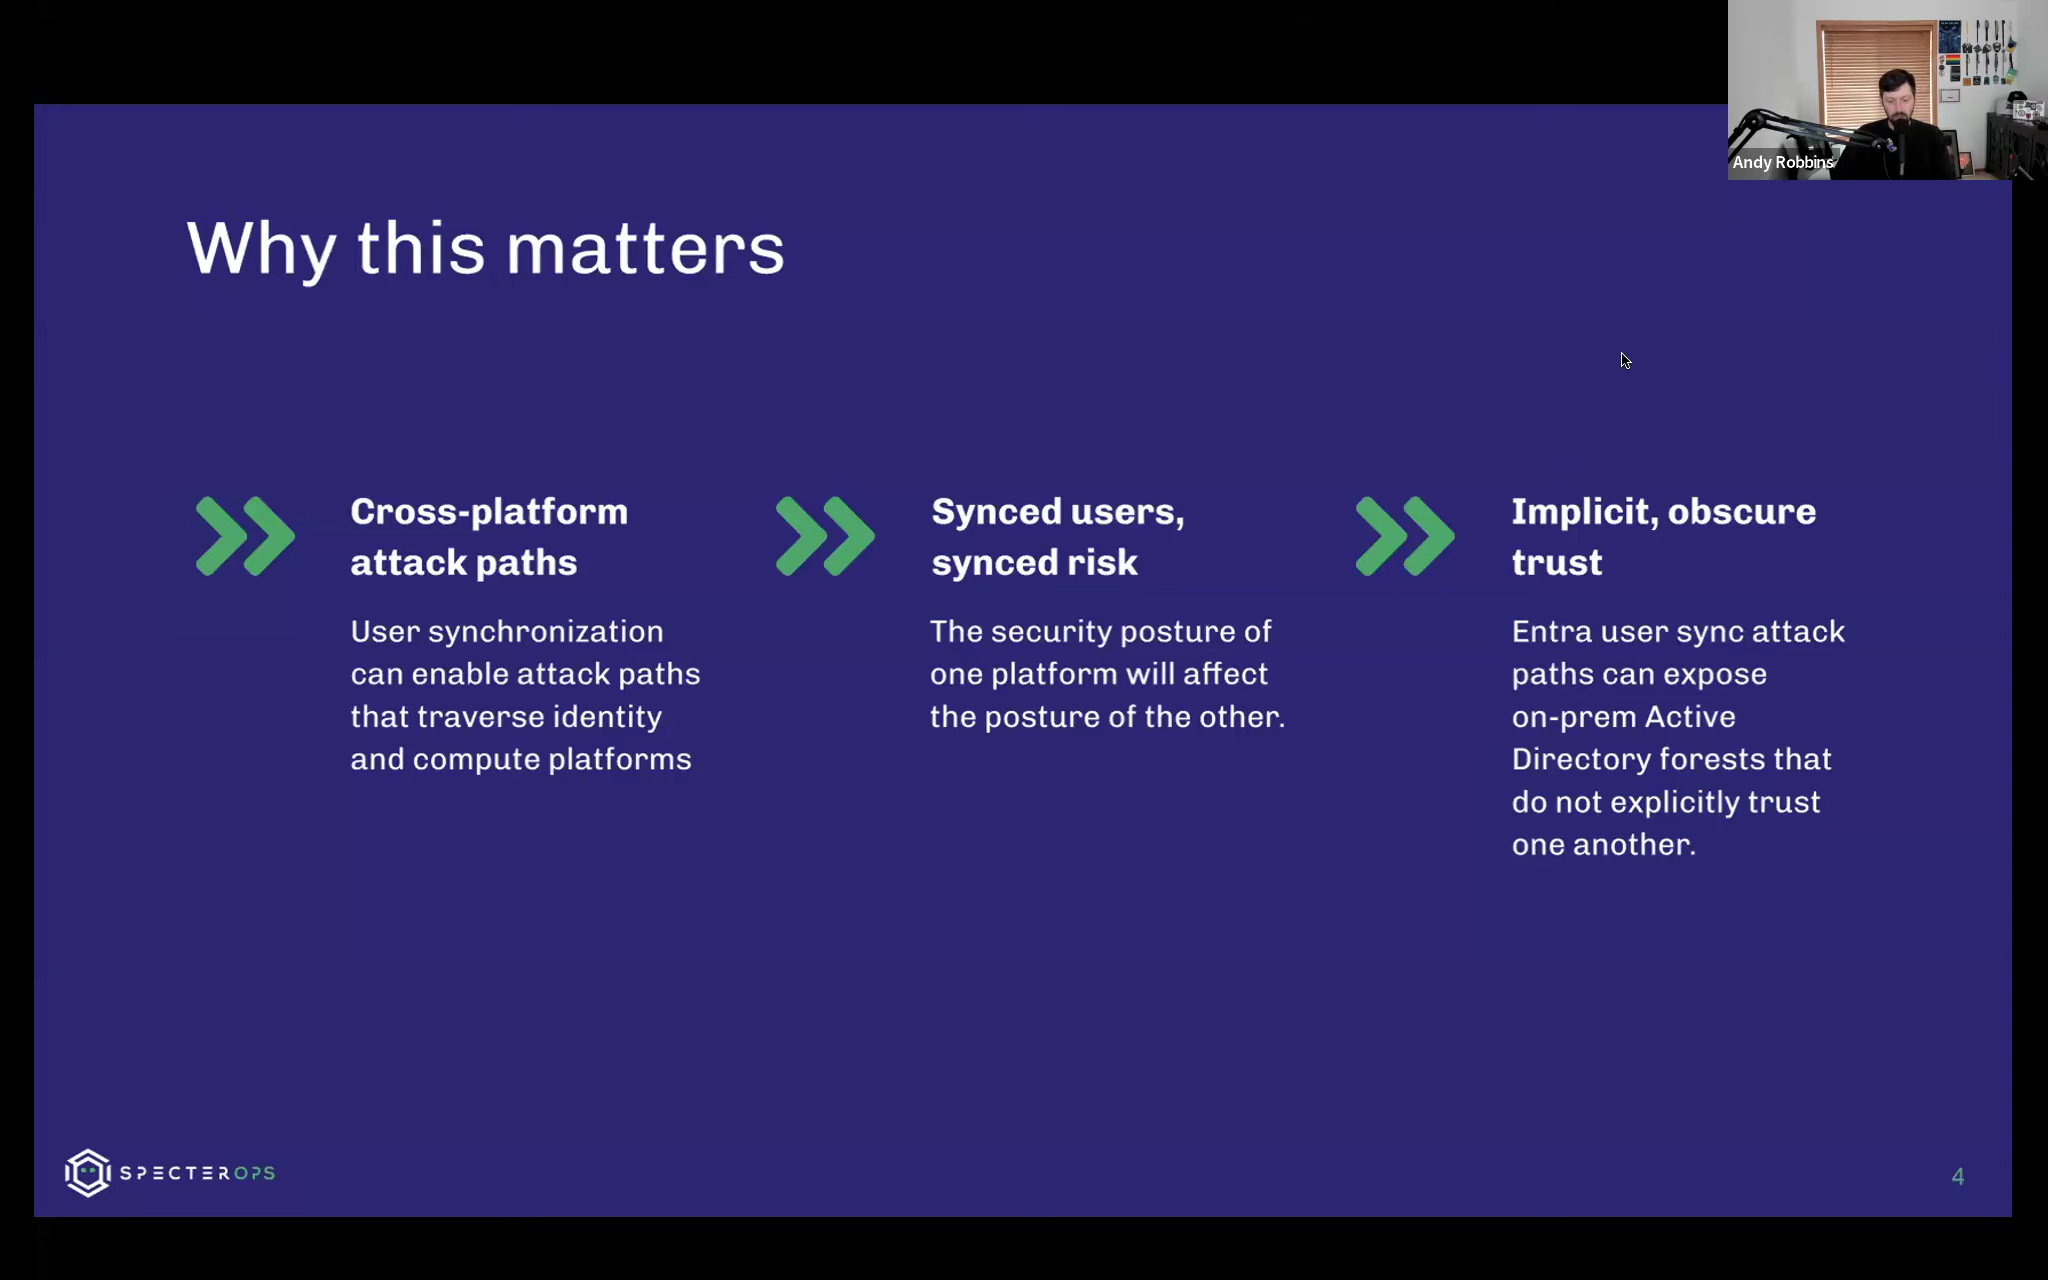 Andy Robbins
Why this matters
Cross-platform
attack paths
User synchronization
can enable attack paths
that traverse identity
and compute platforms
Synced users,
synced risk
The security posture of
one platform will affect
the posture of the other.
Implicit, obscure
trust
Entra user sync attack
paths can expose
on-prem Active
Directory forests that
do not explicitly trust
one another.
SPECTEROPS
4